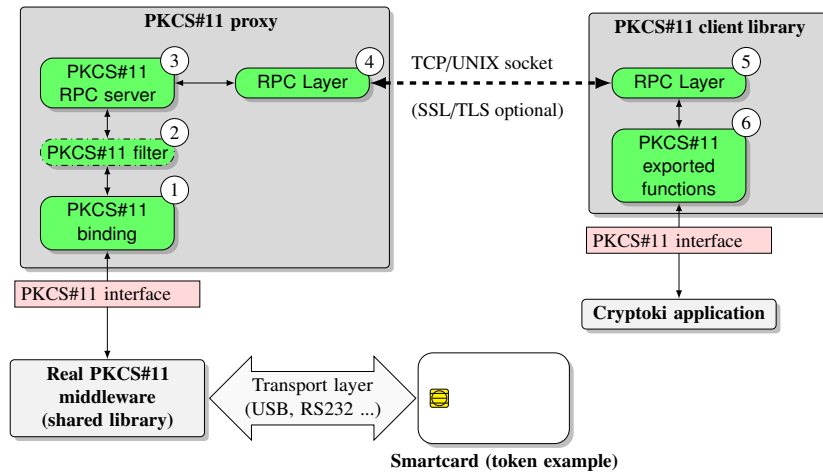 PKCS#11 proxy
3
PKCS#11
RPC server
4
RPC Layer
2
PKCS#11 filter
1
PKCS#11
binding
PKCS#11 interface
TCP/UNIX socket
(SSL/TLS optional)
PKCS#11 client library
5
RPC Layer
6
PKCS#11
exported
functions
PKCS#11 interface
Cryptoki application
Real PKCS#11
middleware
(shared library)
Transport layer
(USB, RS232 ...)
Smartcard (token example)